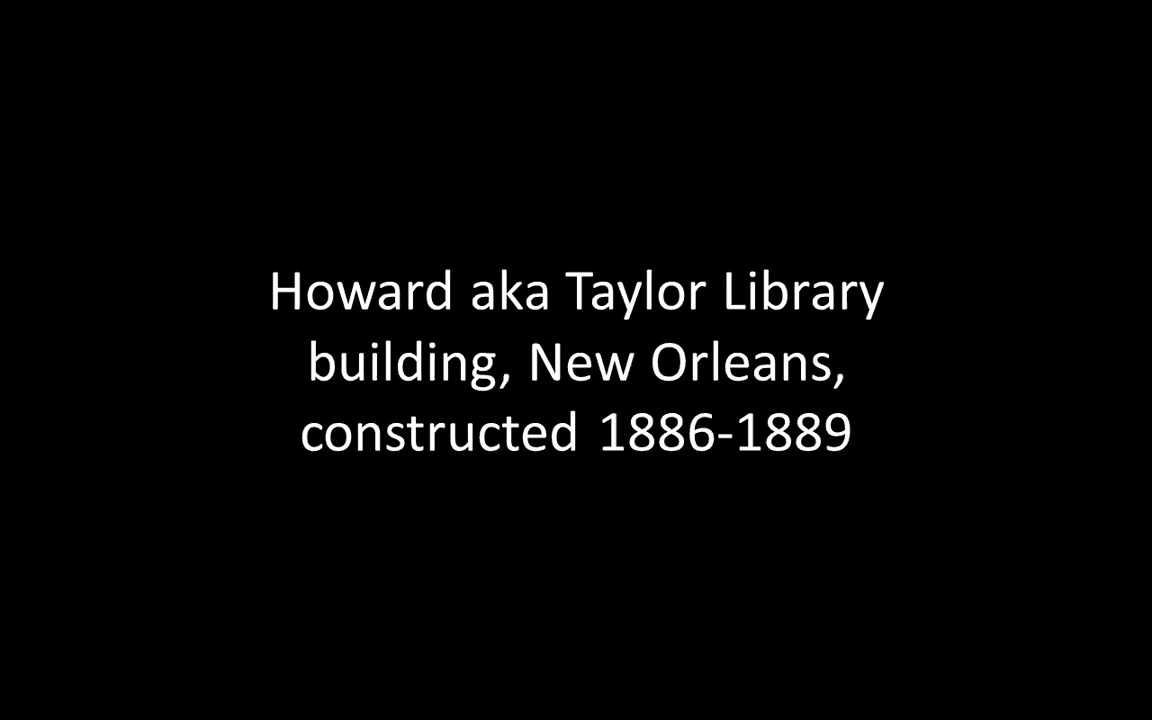 Howard aka Taylor Library
building, New Orleans,
constructed 1886-1889